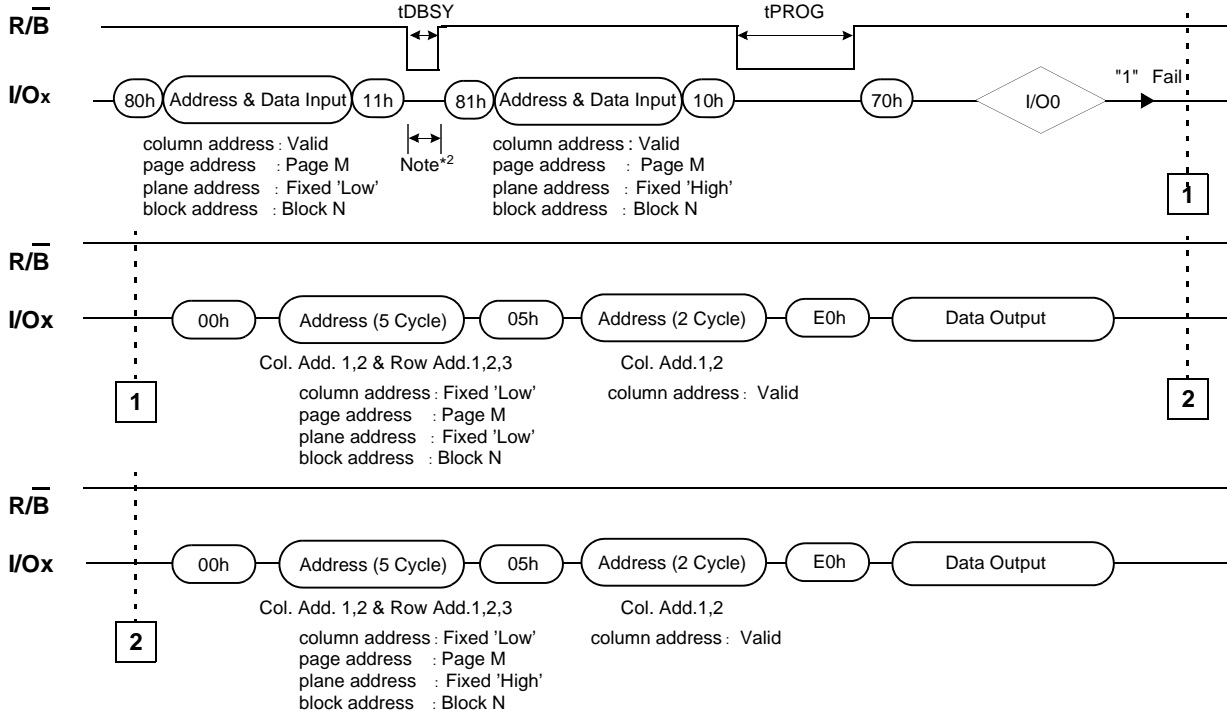 tDBSY tPROG
R/B̅
80h Address & Data Input 11h 81h Address & Data Input 10h 70h I/O0 "1" Fail
I/Ox
column address : Valid column address : Valid
page address : Page M Note*2 page address : Page M
plane address : Fixed 'Low' plane address : Fixed 'High'
block address : Block N block address : Block N
1
R/B̅
I/Ox 00h Address (5 Cycle) 05h Address (2 Cycle) E0h Data Output
Col. Add. 1,2 & Row Add.1,2,3 Col. Add.1,2
column address : Fixed 'Low' column address : Valid
1 page address : Page M 2
plane address : Fixed 'Low'
block address : Block N
R/B̅
I/Ox 00h Address (5 Cycle) 05h Address (2 Cycle) E0h Data Output
Col. Add. 1,2 & Row Add.1,2,3 Col. Add.1,2
2 column address : Fixed 'Low' column address : Valid
page address : Page M
plane address : Fixed 'High'
block address : Block N